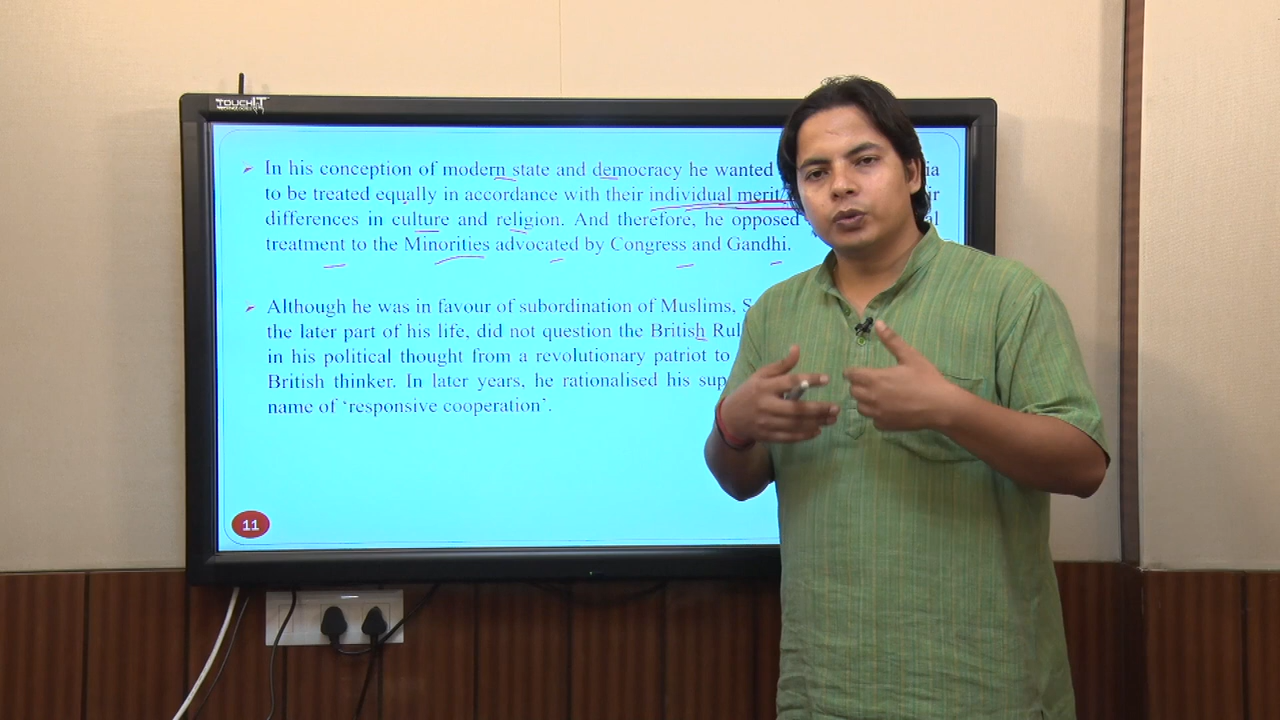 TOUCHIT
TECHNOLOGIES
In his conception of modern state and democracy he wanted
to be treated equally in accordance with their individual merit
differences in culture and religion. And therefore, he opposed
treatment to the Minorities advocated by Congress and Gandhi.
Although he was in favour of subordination of Muslims,
the later part of his life, did not question the British
in his political thought from a revolutionary patriot to
British thinker. In later years, he rationalised his
name of ‘responsive cooperation’.
11